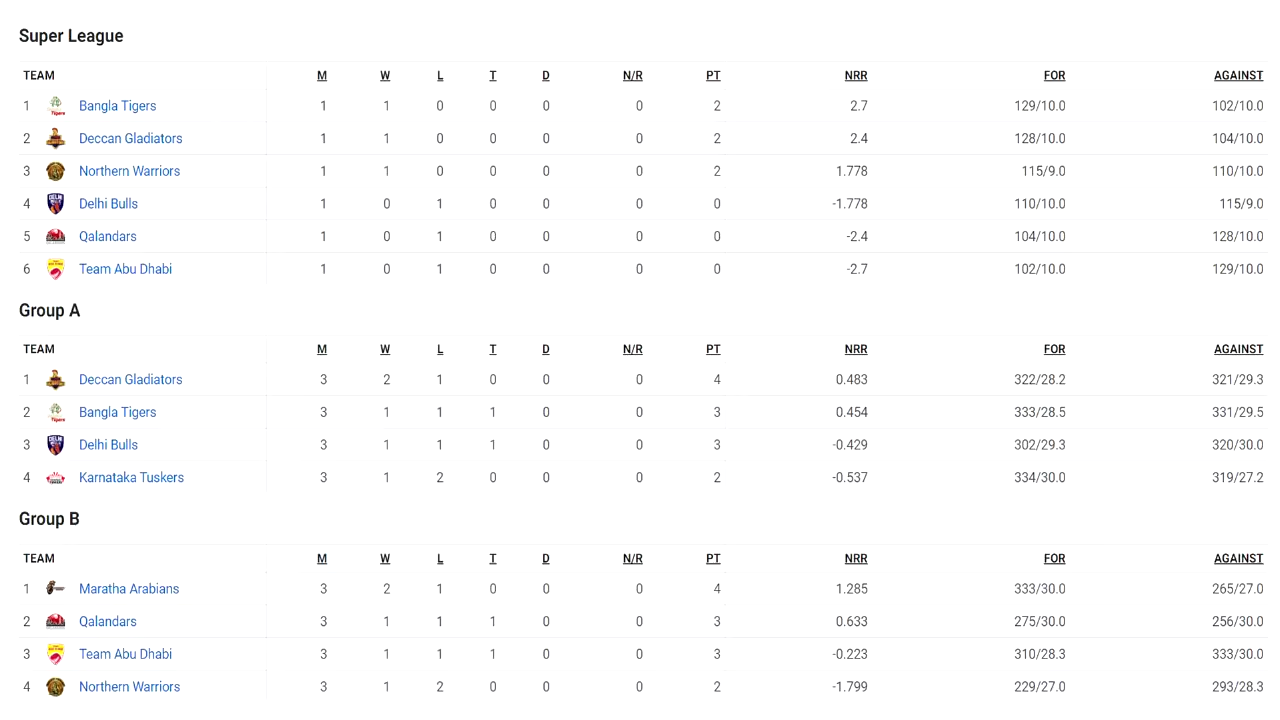 Super League
TEAM M W L T D N/R PT NRR FOR AGAINST
1 Bangla Tigers 1 1 0 0 0 0 2 2.7 129/10.0 102/10.0
2 Deccan Gladiators 1 1 0 0 0 0 2 2.4 128/10.0 104/10.0
3 Northern Warriors 1 1 0 0 0 0 2 1.778 115/9.0 110/10.0
4 Delhi Bulls 1 0 1 0 0 0 0 -1.778 110/10.0 115/9.0
5 Qalandars 1 0 1 0 0 0 0 -2.4 104/10.0 128/10.0
6 Team Abu Dhabi 1 0 1 0 0 0 0 -2.7 102/10.0 129/10.0
Group A
TEAM M W L T D N/R PT NRR FOR AGAINST
1 Deccan Gladiators 3 2 1 0 0 0 4 0.483 322/28.2 321/29.3
2 Bangla Tigers 3 1 1 1 0 0 3 0.454 333/28.5 331/29.5
3 Delhi Bulls 3 1 1 1 0 0 3 -0.429 302/29.3 320/30.0
4 Karnataka Tuskers 3 1 2 0 0 0 2 -0.537 334/30.0 319/27.2
Group B
TEAM M W L T D N/R PT NRR FOR AGAINST
1 Maratha Arabians 3 2 1 0 0 0 4 1.285 333/30.0 265/27.0
2 Qalandars 3 1 1 1 0 0 3 0.633 275/30.0 256/30.0
3 Team Abu Dhabi 3 1 1 1 0 0 3 -0.223 310/28.3 333/30.0
4 Northern Warriors 3 1 2 0 0 0 2 -1.799 229/27.0 293/28.3